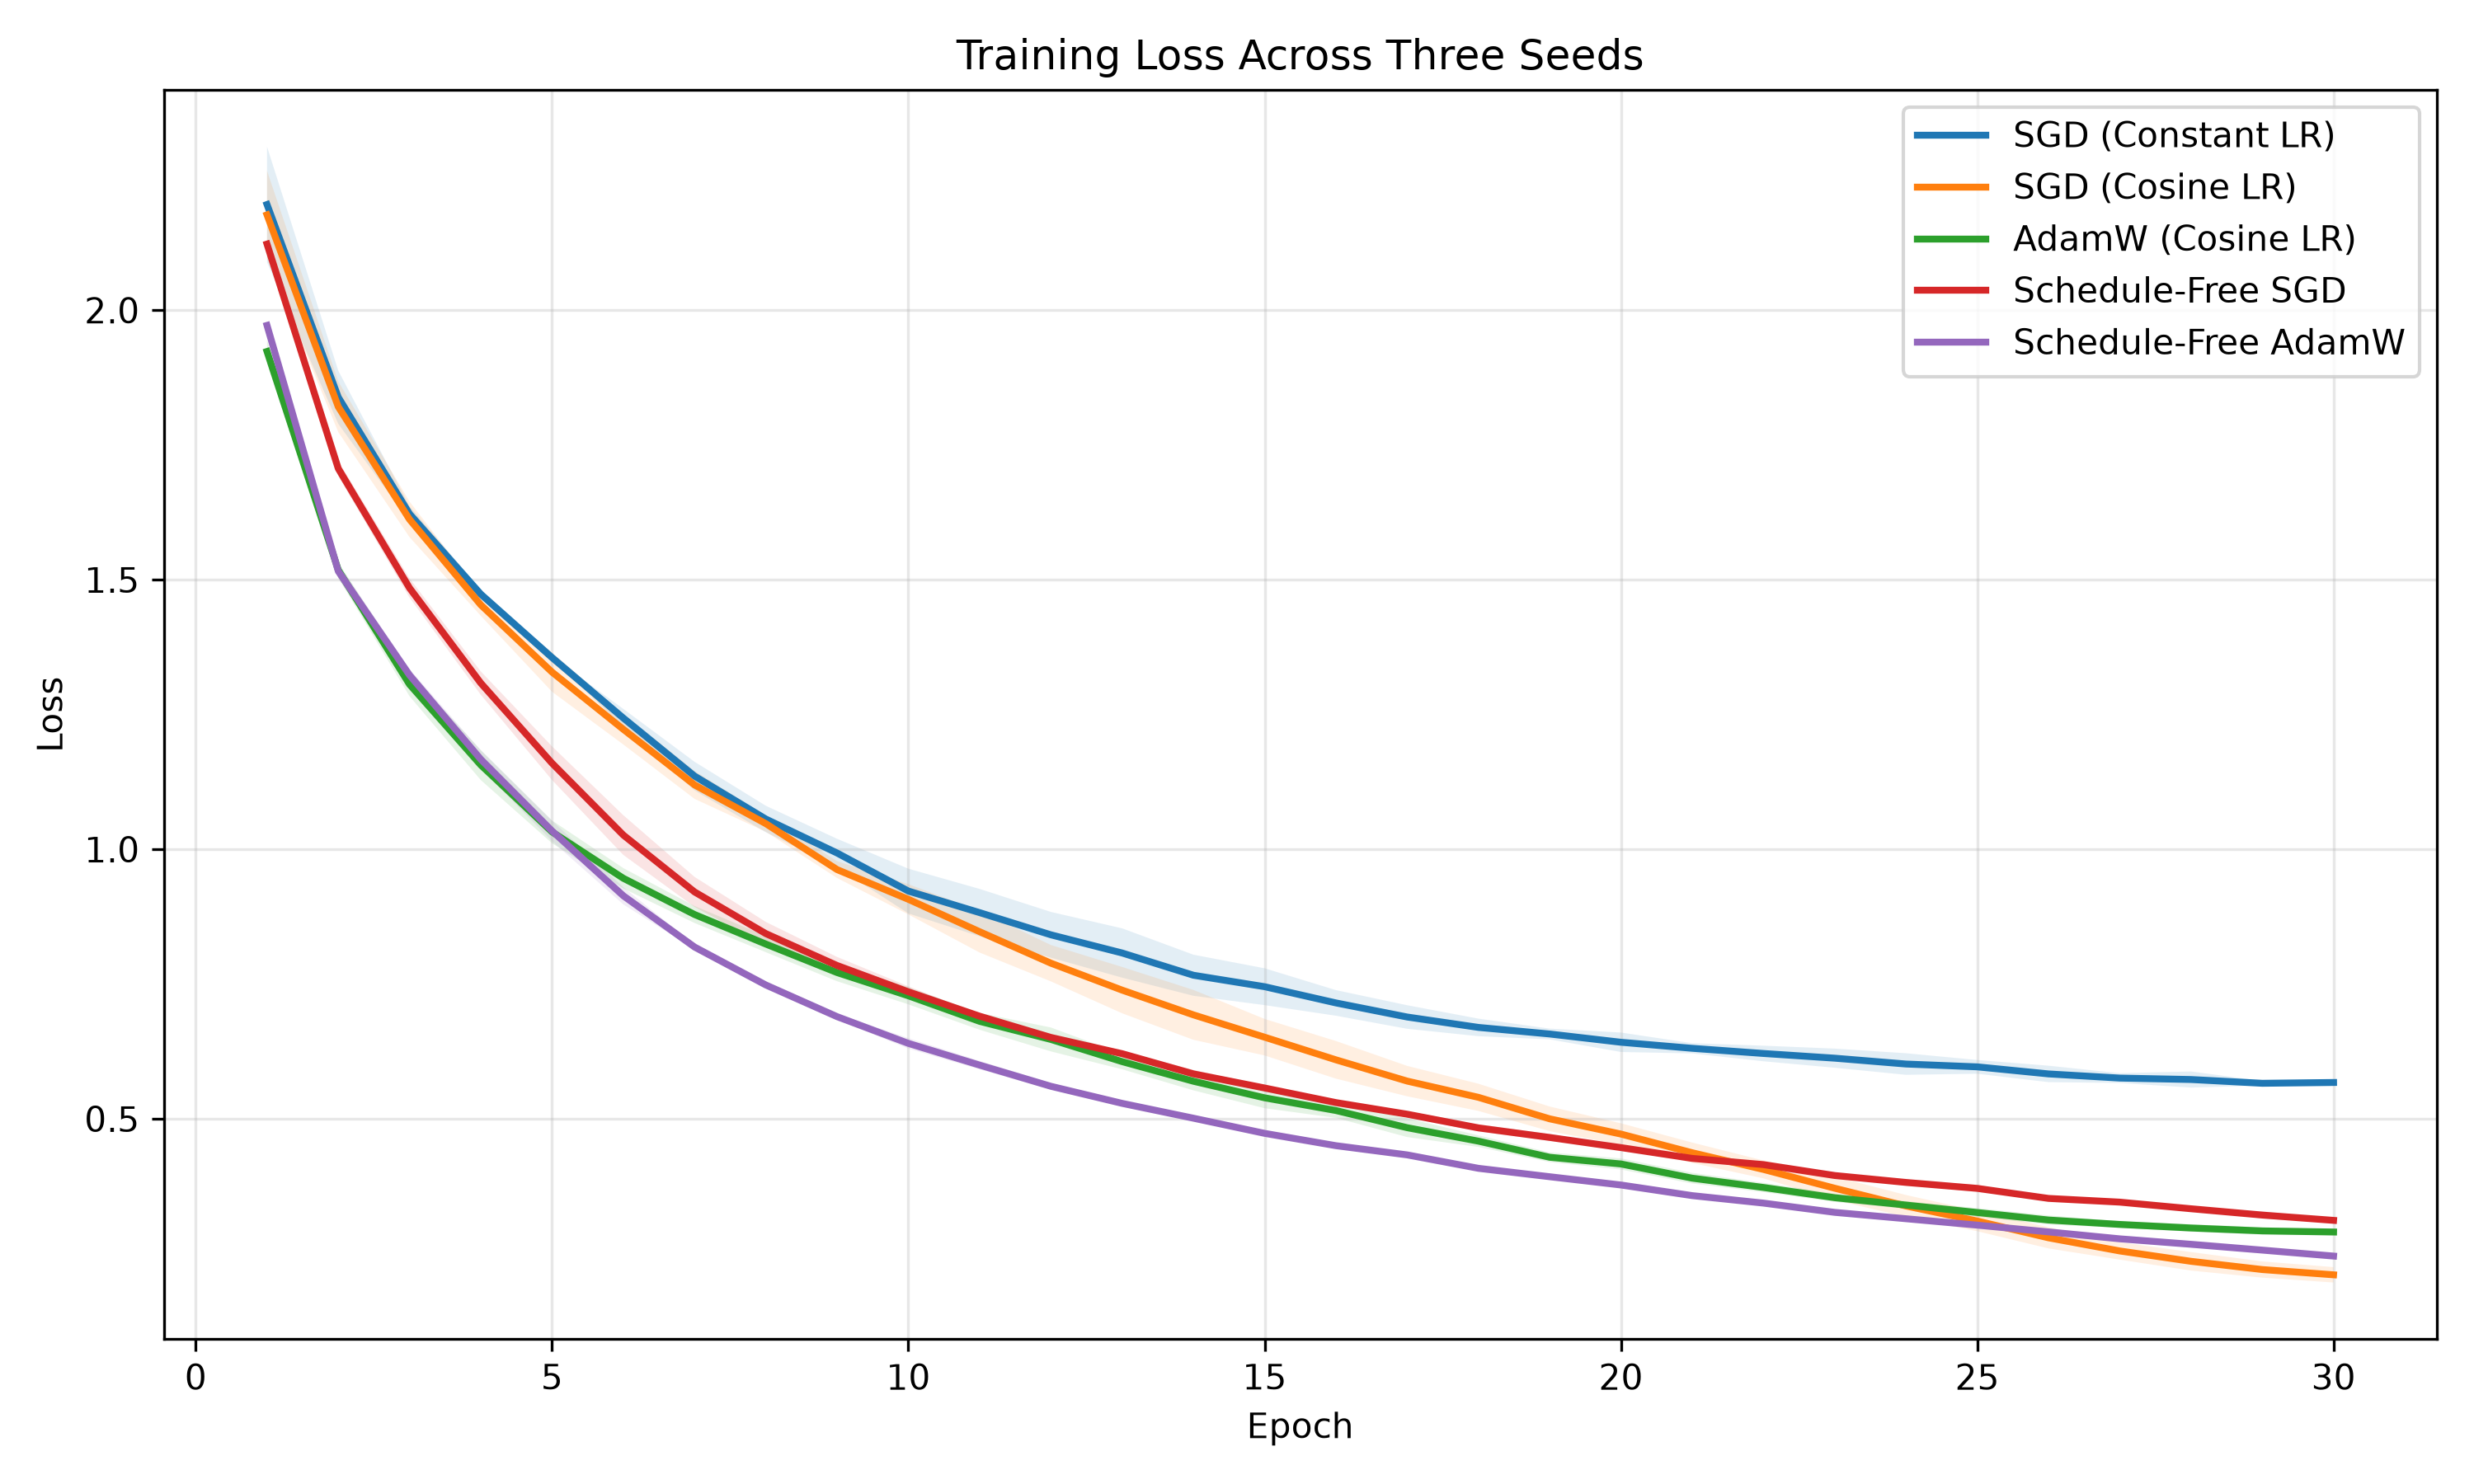 Training Loss Across Three Seeds
SGD (Constant LR)
SGD (Cosine LR)
AdamW (Cosine LR)
Schedule-Free SGD
Schedule-Free AdamW
Loss
2.0
1.5
1.0
0.5
0 5 10 15 20 25 30
Epoch